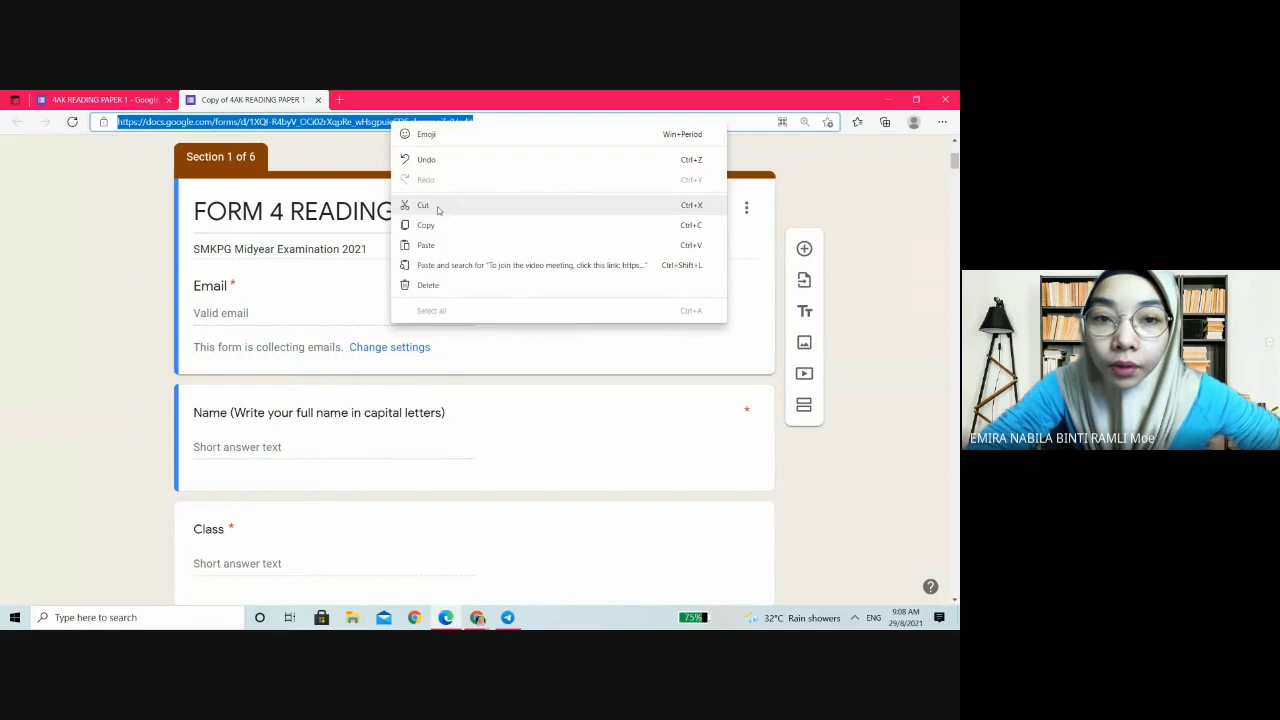 4AK READING PAPER 1 - Google
Copy of 4AK READING PAPER 1 -
Section 1 of 6
FORM 4 READING
SMKPG Midyear Examination 2021
Email *
Valid email
This form is collecting emails. Change settings
Name (Write your full name in capital letters) *
Short answer text
Class *
Short answer text
Emoji Win+Period
Undo Ctrl+Z
Redo Ctrl+Y
Cut Ctrl+X
Copy Ctrl+C
Paste Ctrl+V
Paste and search for "To join the video meeting, click this link: https..." Ctrl+Shift+L
Delete
Select all Ctrl+A
EMIRA NABILA BINTI RAMLI Moe
Type here to search
75%
32°C Rain showers
ENG
9:08 AM
29/8/2021